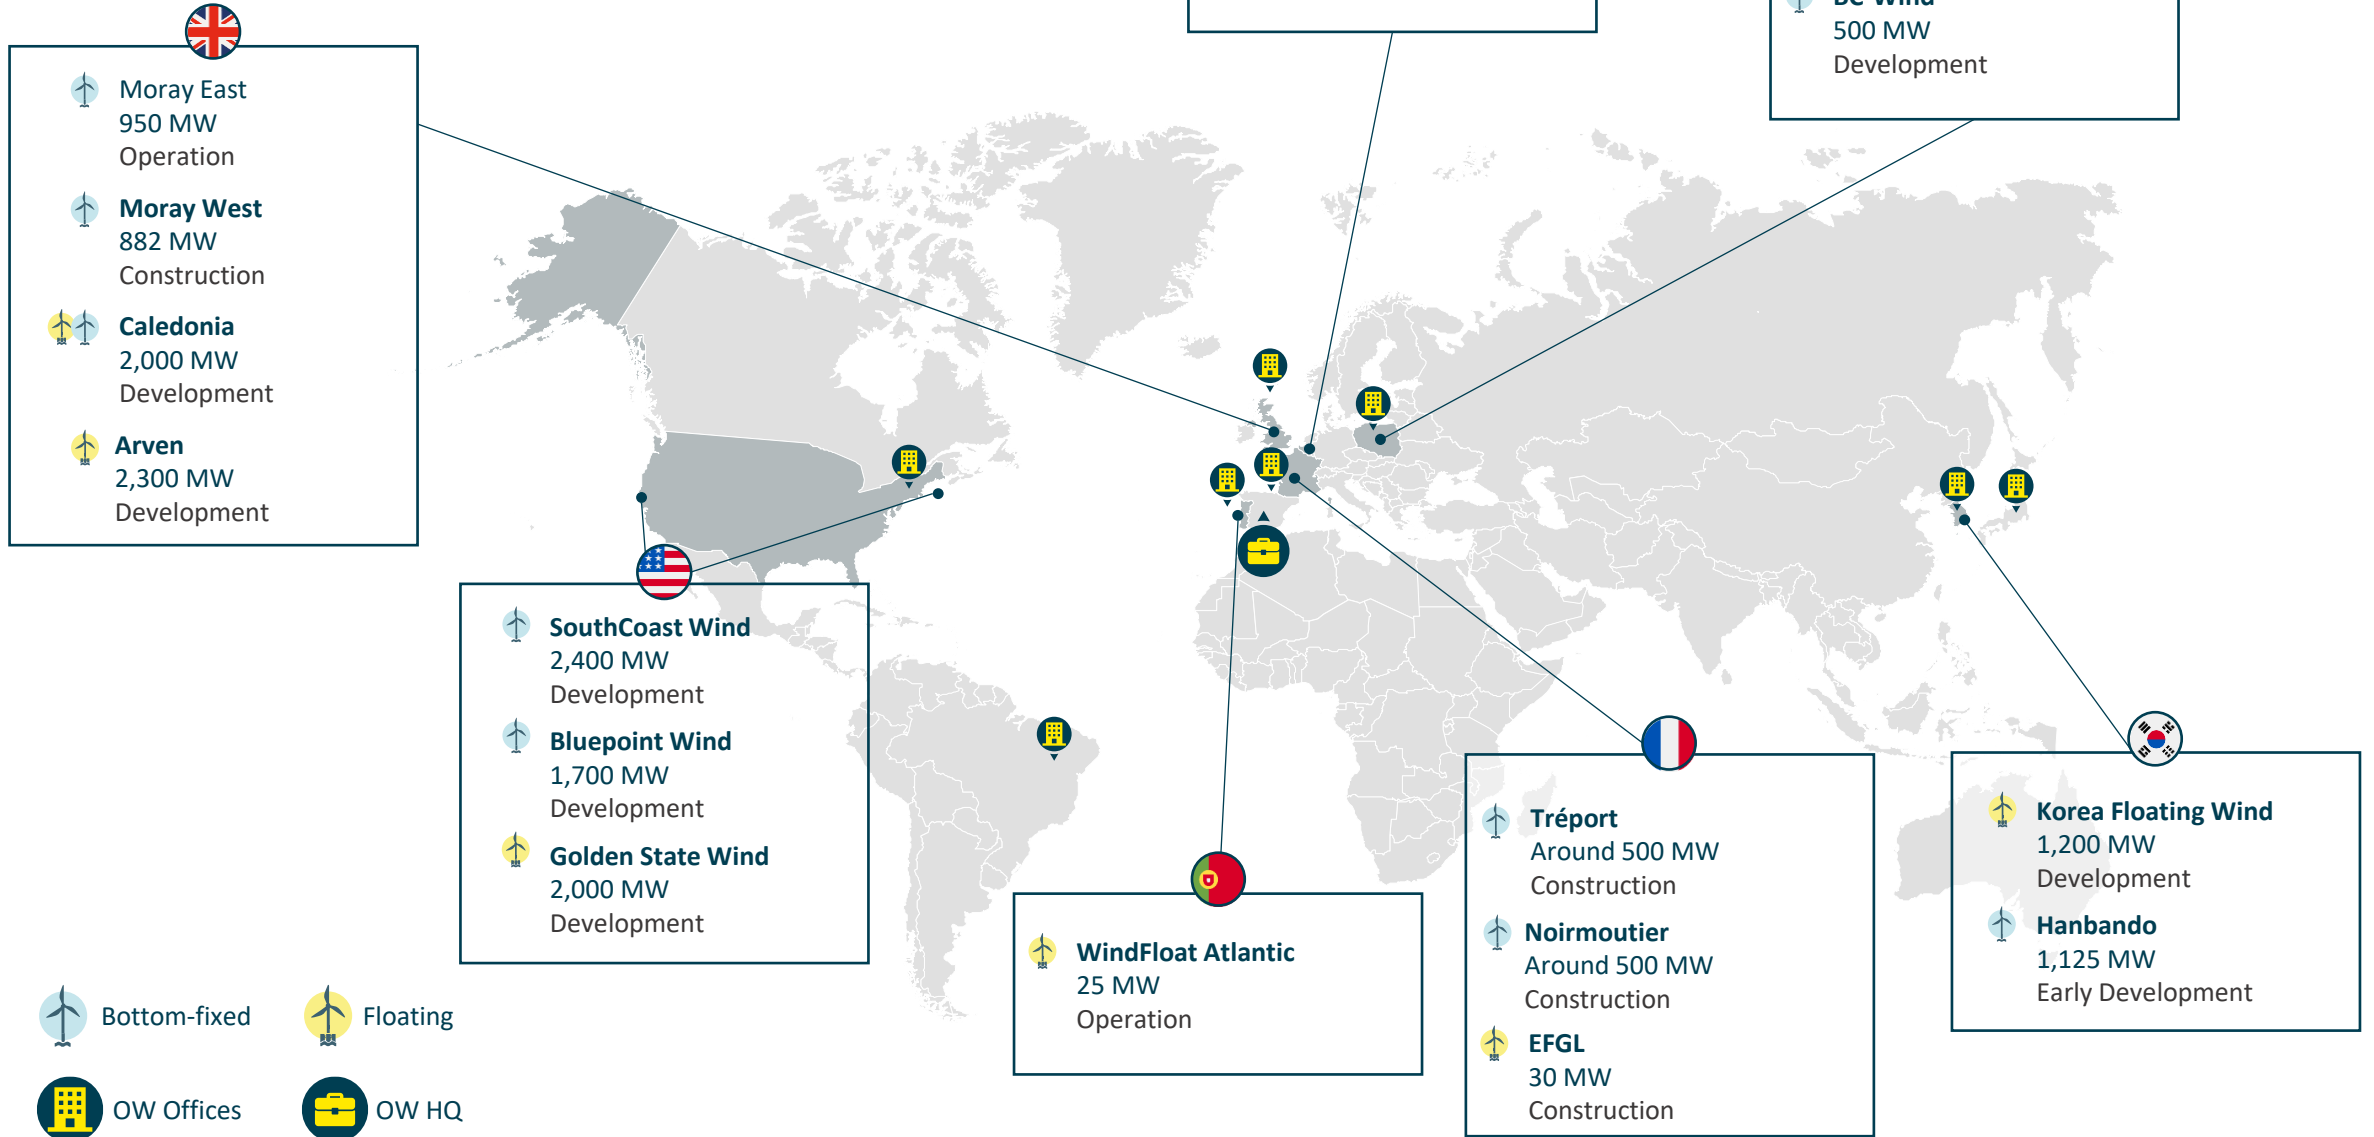 BC-Wind
500 MW
Development
Moray East
950 MW
Operation
Moray West
882 MW
Construction
Caledonia
2,000 MW
Development
Arven
2,300 MW
Development
SouthCoast Wind
2,400 MW
Development
Bluepoint Wind
1,700 MW
Development
Golden State Wind
2,000 MW
Development
WindFloat Atlantic
25 MW
Operation
Tréport
Around 500 MW
Construction
Noirmoutier
Around 500 MW
Construction
EFGL
30 MW
Construction
Korea Floating Wind
1,200 MW
Development
Hanbando
1,125 MW
Early Development
Bottom-fixed
Floating
OW Offices
OW HQ